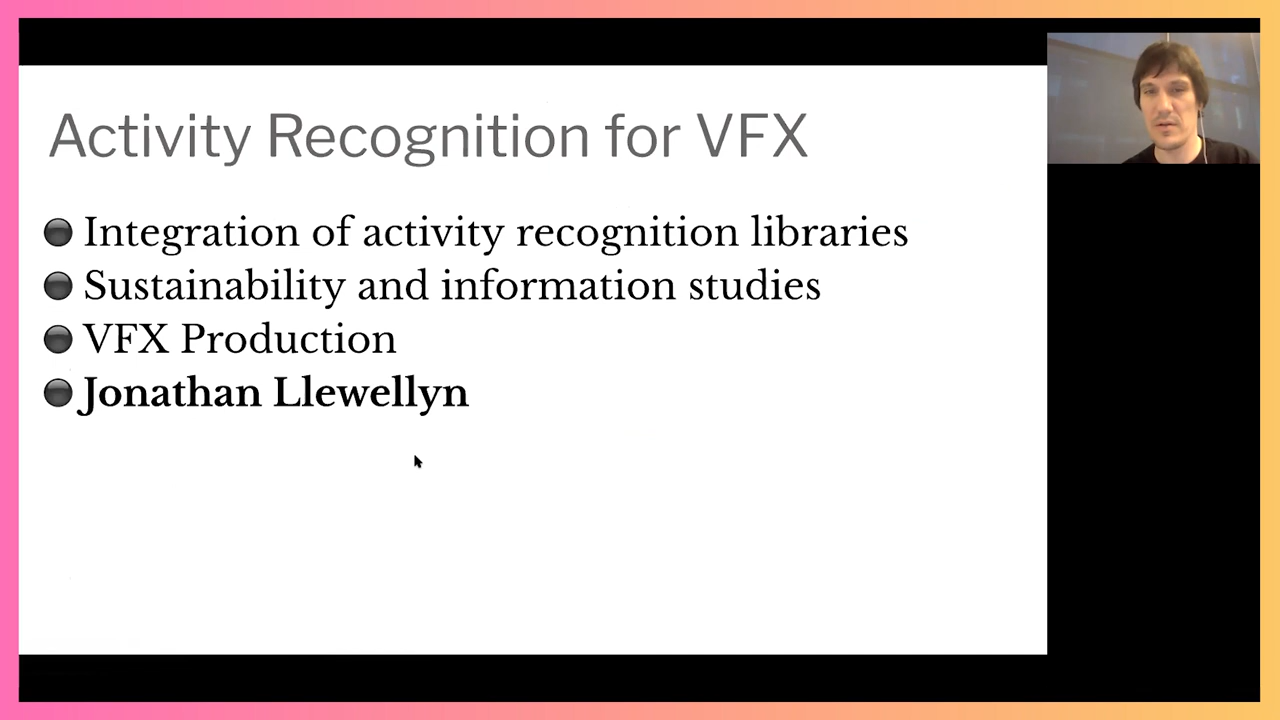 Activity Recognition for VFX
Integration of activity recognition libraries
Sustainability and information studies
VFX Production
Jonathan Llewellyn